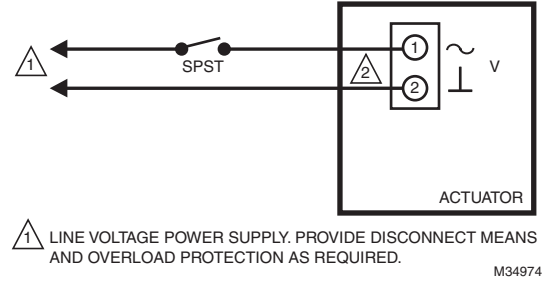 1
SPST
1
2
2
V
ACTUATOR
1 LINE VOLTAGE POWER SUPPLY. PROVIDE DISCONNECT MEANS
AND OVERLOAD PROTECTION AS REQUIRED.
M34974